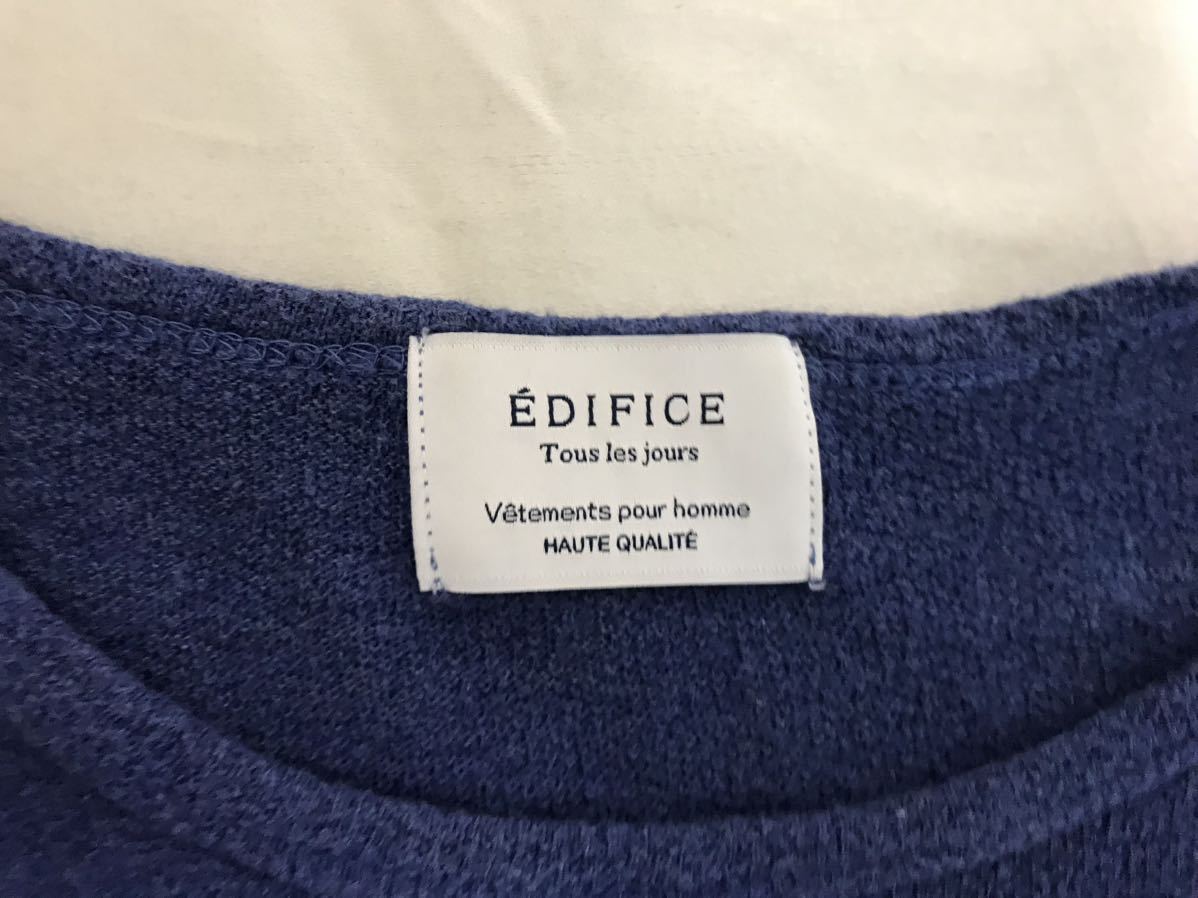 ÉDIFICE
Tous les jours
Vêtements pour homme
HAUTE QUALITÉ